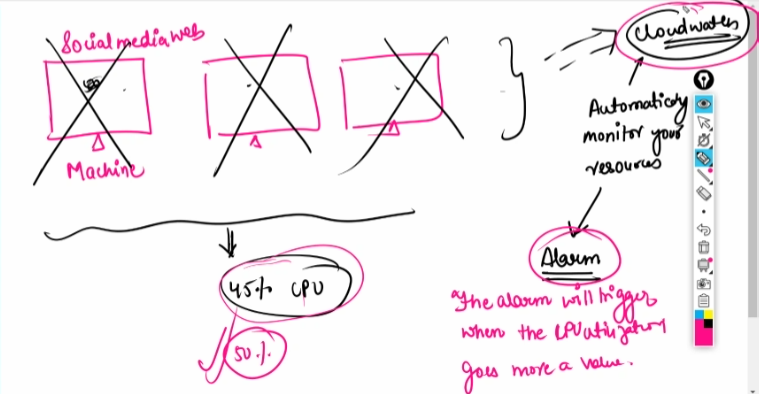 Social media web
Cloudwatch
Machine
Automaticaly
monitor your
resources
45% CPU
50%.
Alarm
"The alarm will trigger
when the CPU utilization
goes more a value.